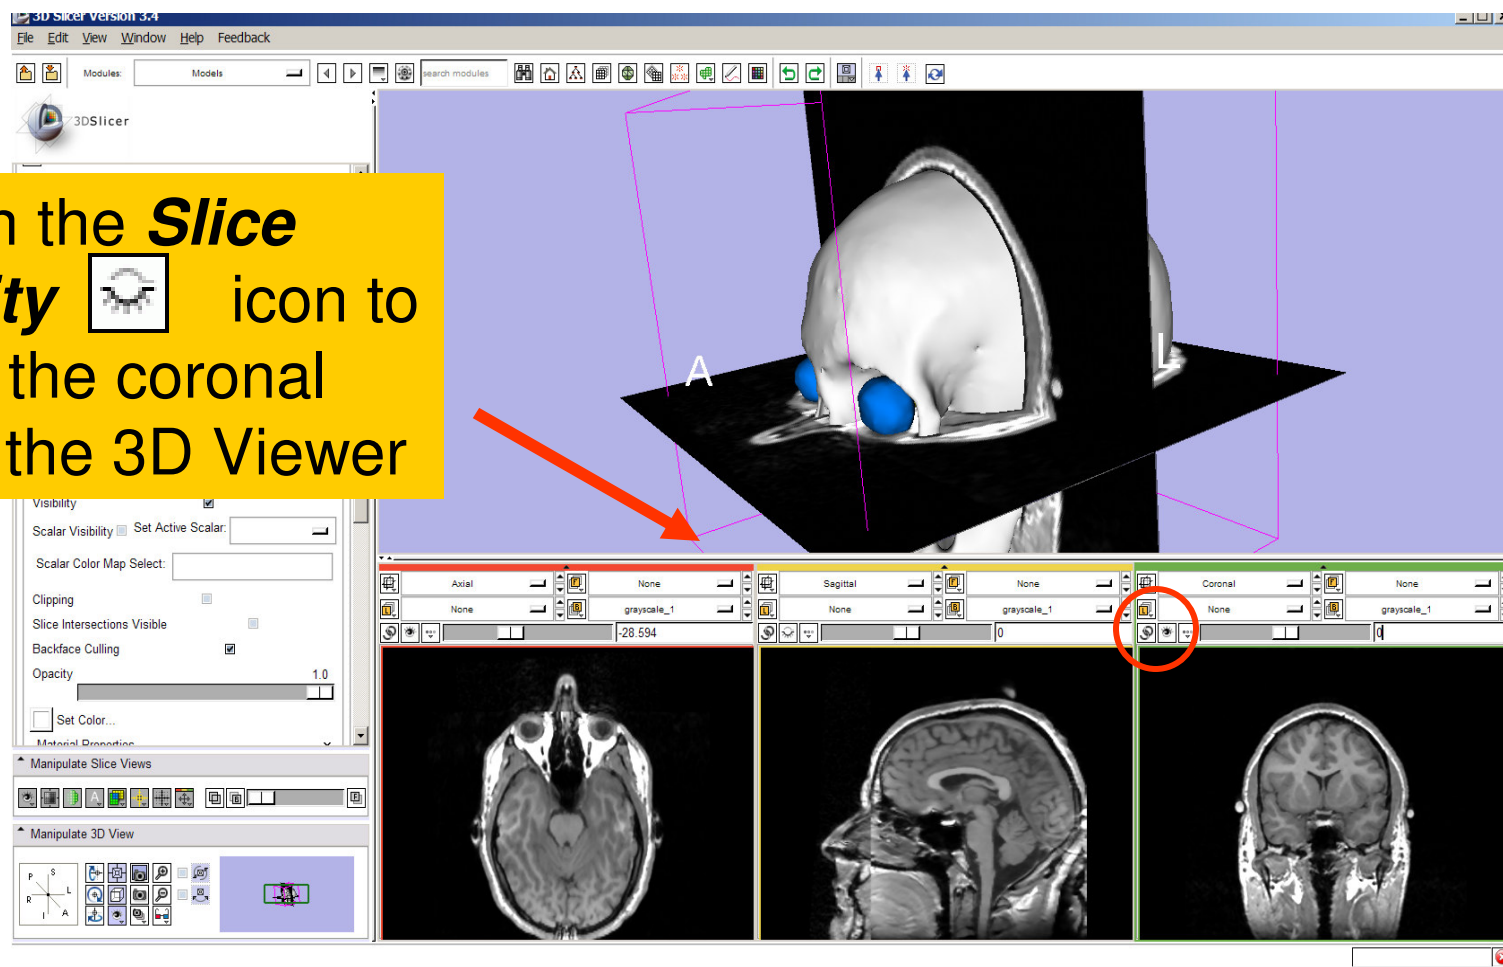 3D Slicer Version 3.4
File Edit View Window Help Feedback
Modules: Models search modules
3DSlicer
n the Slice
ity icon to
the coronal
the 3D Viewer
A
L
Visibility
Scalar Visibility Set Active Scalar:
Scalar Color Map Select:
Clipping
Slice Intersections Visible
Backface Culling
Opacity 1.0
Set Color...
Material Properties
Manipulate Slice Views
Manipulate 3D View
P S L R I A
Axial None
None grayscale_1
-28.594
Sagittal None
None grayscale_1
0
Coronal None
None grayscale_1
0